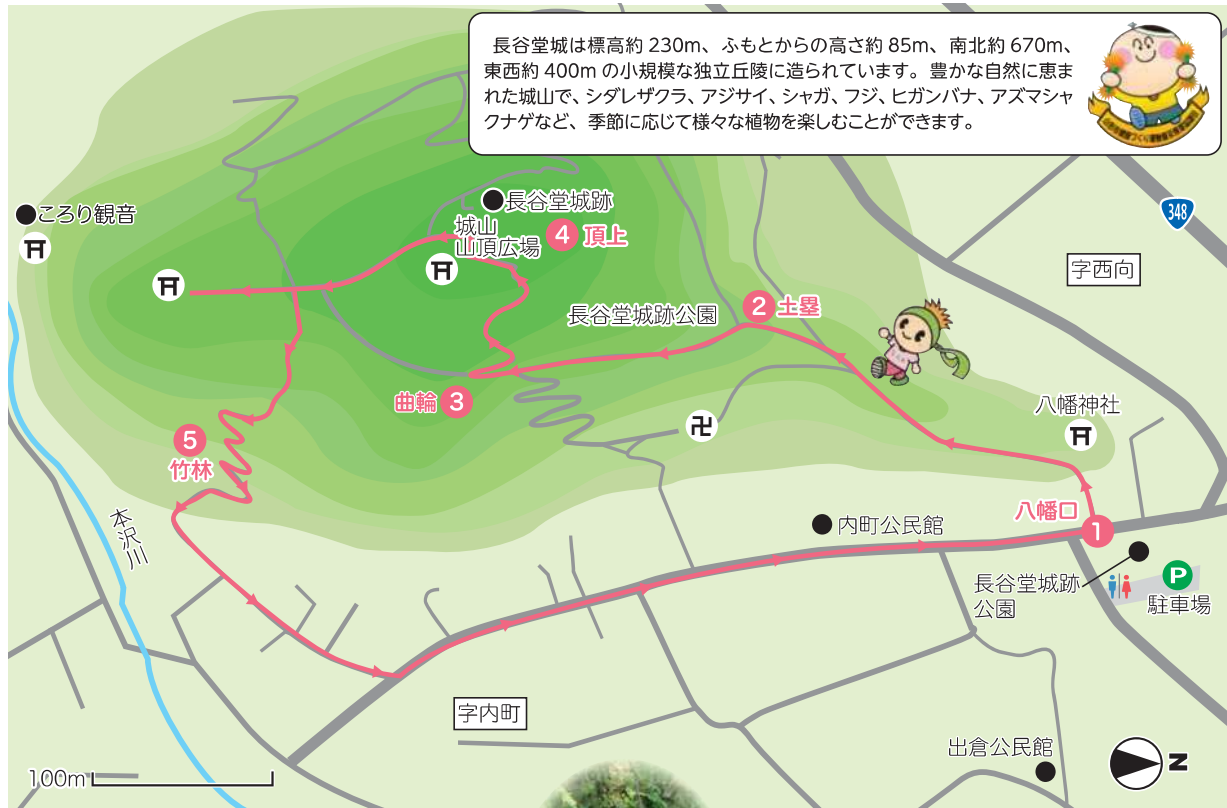 長谷堂城は標高約 230m、ふもとからの高さ約 85m、南北約 670m、
東西約 400m の小規模な独立丘陵に造られています。豊かな自然に恵ま
れた城山で、シダレザクラ、アジサイ、シャガ、フジ、ヒガンバナ、アズマシャ
クナゲなど、季節に応じて様々な植物を楽しむことができます。
348
字西向
ころり観音
長谷堂城跡
城山
山頂広場
4 頂上
長谷堂城跡公園
2 土塁
曲輪 3
八幡神社
5
竹林
卍
八幡口
1
本沢川
内町公民館
長谷堂城跡
公園
P
駐車場
字内町
出倉公民館
N
100m